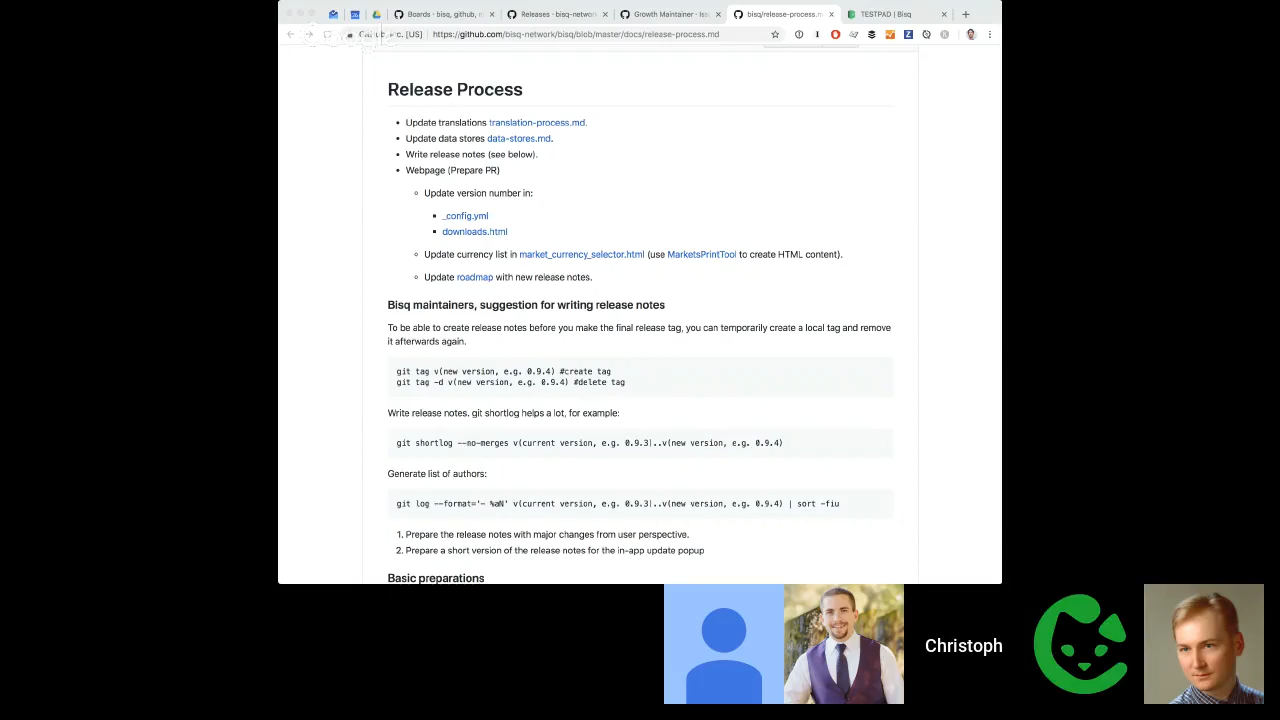 Boards - bisq, github, n
Releases - bisq-networ
Growth Maintainer - Iss
bisq/release-process.m
TESTPAD | Bisq
Inc. [US]
https://github.com/bisq-network/bisq/blob/master/docs/release-process.md
Release Process
Update translations translation-process.md.
Update data stores data-stores.md.
Write release notes (see below).
Webpage (Prepare PR)
Update version number in:
_config.yml
downloads.html
Update currency list in market_currency_selector.html (use MarketsPrintTool to create HTML content).
Update roadmap with new release notes.
Bisq maintainers, suggestion for writing release notes
To be able to create release notes before you make the final release tag, you can temporarily create a local tag and remove
it afterwards again.
git tag v(new version, e.g. 0.9.4) #create tag
git tag -d v(new version, e.g. 0.9.4) #delete tag
Write release notes. git shortlog helps a lot, for example:
git shortlog --no-merges v(current version, e.g. 0.9.3)..v(new version, e.g. 0.9.4)
Generate list of authors:
git log --format='- %aN' v(current version, e.g. 0.9.3)..v(new version, e.g. 0.9.4) | sort -fiu
1. Prepare the release notes with major changes from user perspective.
2. Prepare a short version of the release notes for the in-app update popup
Basic preparations
Christoph